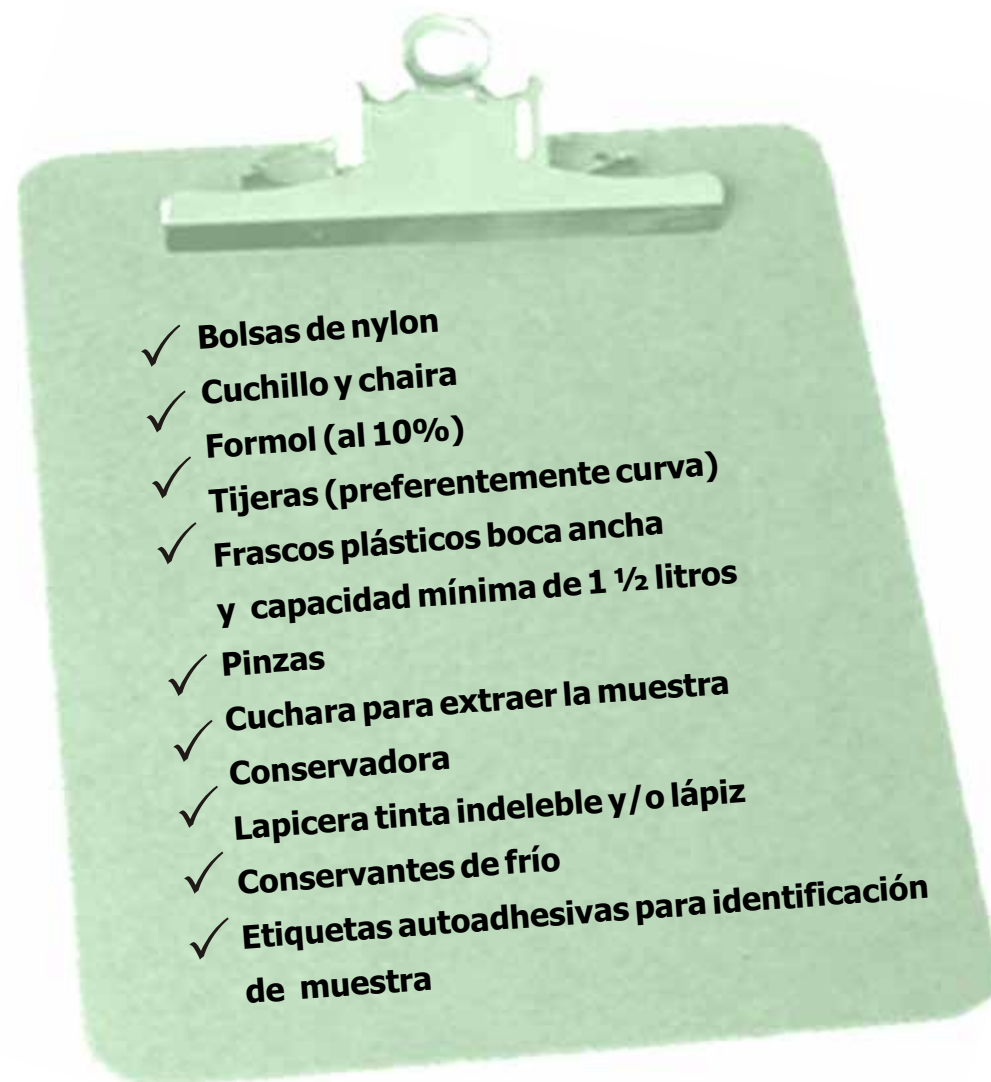 ✓ Bolsas de nylon
✓ Cuchillo y chaira
✓ Formol (al 10%)
✓ Tijeras (preferentemente curva)
Frascos plásticos boca ancha
y capacidad mínima de 1 ½ litros
✓ Pinzas
✓ Cuchara para extraer la muestra
✓ Conservadora
✓ Lapicera tinta indeleble y/o lápiz
✓ Conservantes de frío
Etiquetas autoadhesivas para identificación
de muestra